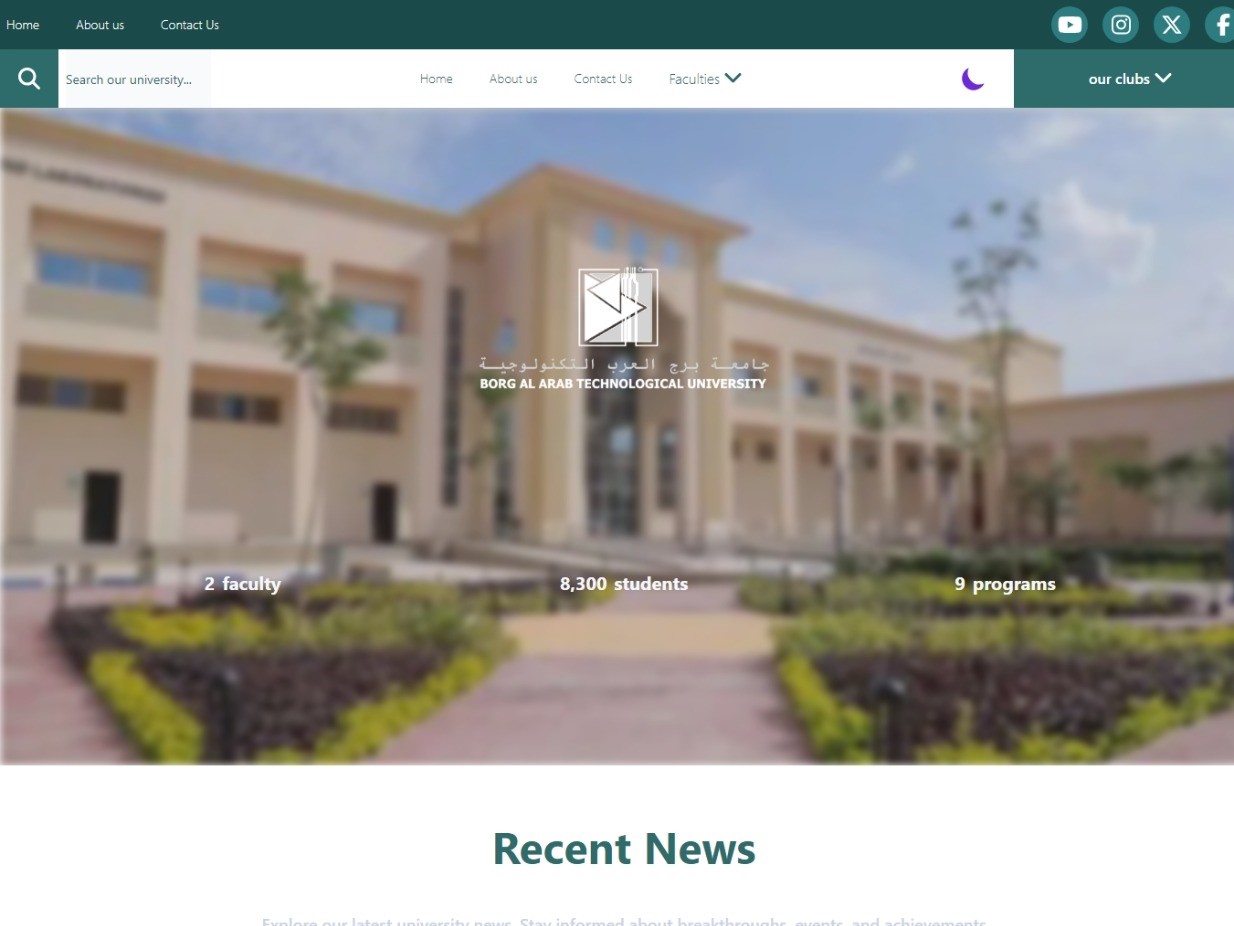 Home About us Contact Us
Search our university... Home About us Contact Us Faculties our clubs
جامعة برج العرب التكنولوجية
BORG AL ARAB TECHNOLOGICAL UNIVERSITY
2 faculty 8,300 students 9 programs
Recent News
Explore our latest university news. Stay informed about breakthroughs, events, and achievements